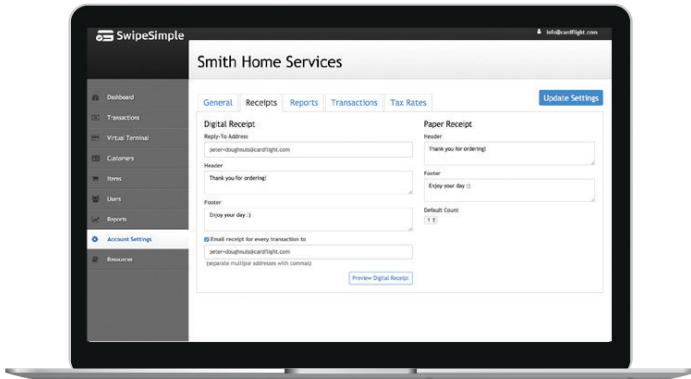 SwipeSimple
info@cardflight.com
Smith Home Services
Dashboard
Transactions
Virtual Terminal
Customers
Items
Users
Reports
Account Settings
Resources
General Receipts Reports Transactions Tax Rates
Update Settings
Digital Receipt
Reply-To Address
peter+doughnuts@cardflight.com
Header
Thank you for ordering!
Footer
Enjoy your day :)
Email receipt for every transaction to
peter+doughnuts@cardflight.com
(separate multiple addresses with commas)
Preview Digital Receipt
Paper Receipt
Header
Thank you for ordering!
Footer
Enjoy your day :)
Default Count
1